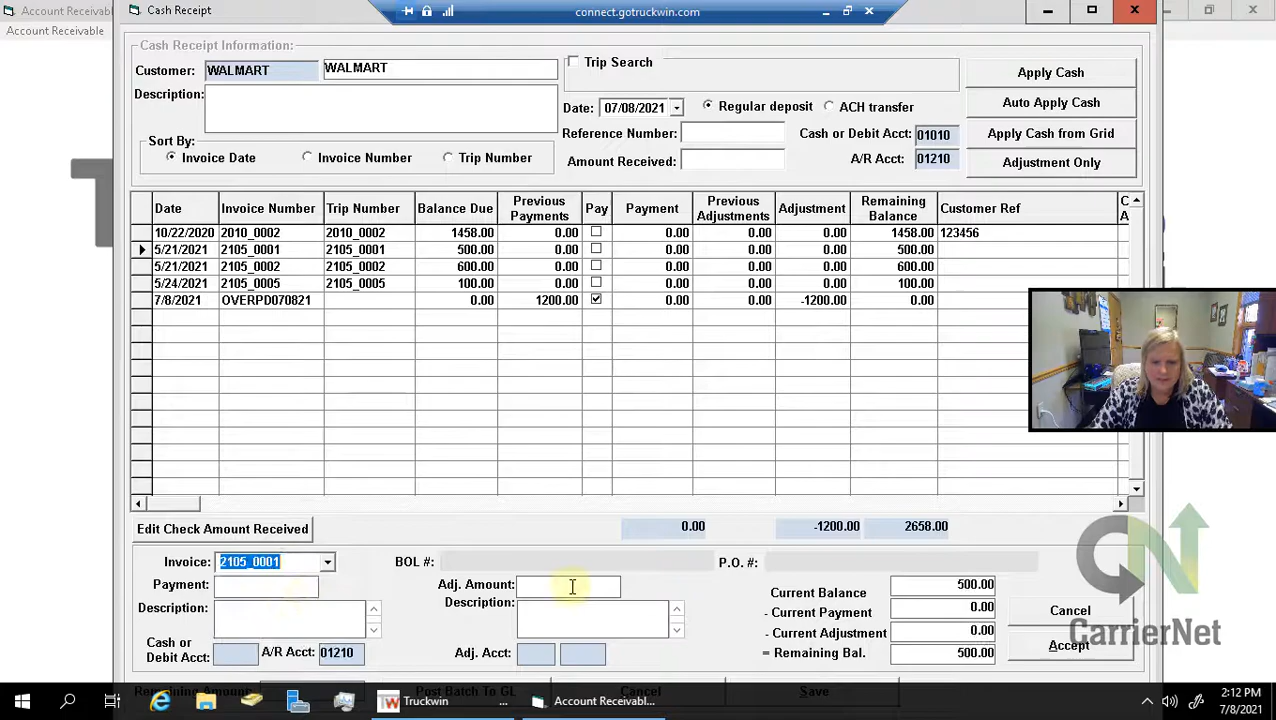 Account Receivable
Account Receivable
Cash Receipt
connect.gotruckwin.com
Cash Receipt Information:
Customer: WALMART WALMART
Description:
Trip Search
Date: 07/08/2021 Regular deposit ACH transfer
Reference Number: Cash or Debit Acct: 01010
Amount Received: A/R Acct: 01210
Apply Cash
Auto Apply Cash
Apply Cash from Grid
Adjustment Only
Sort By:
Invoice Date Invoice Number Trip Number
Date Invoice Number Trip Number Balance Due Previous Payments Pay Payment Previous Adjustments Adjustment Remaining Balance Customer Ref C A
10/22/2020 2010_0002 2010_0002 1458.00 0.00 0.00 0.00 0.00 1458.00 123456
5/21/2021 2105_0001 2105_0001 500.00 0.00 0.00 0.00 0.00 500.00
5/21/2021 2105_0002 2105_0002 600.00 0.00 0.00 0.00 0.00 600.00
5/24/2021 2105_0005 2105_0005 100.00 0.00 0.00 0.00 0.00 100.00
7/8/2021 OVERPD070821 0.00 1200.00 0.00 0.00 -1200.00 0.00
Edit Check Amount Received 0.00 -1200.00 2658.00
Invoice: 2105_0001 BOL #: P.O. #:
Payment: Adj. Amount:
Description: Description:
Cash or Debit Acct: A/R Acct: 01210 Adj. Acct:
Current Balance 500.00
- Current Payment 0.00
- Current Adjustment 0.00
= Remaining Bal. 500.00
Cancel
Accept
CarrierNet
Remaining Amount Post Batch To GL Cancel Save
Truckwin ...
Account Receivabl...
2:12 PM
7/8/2021